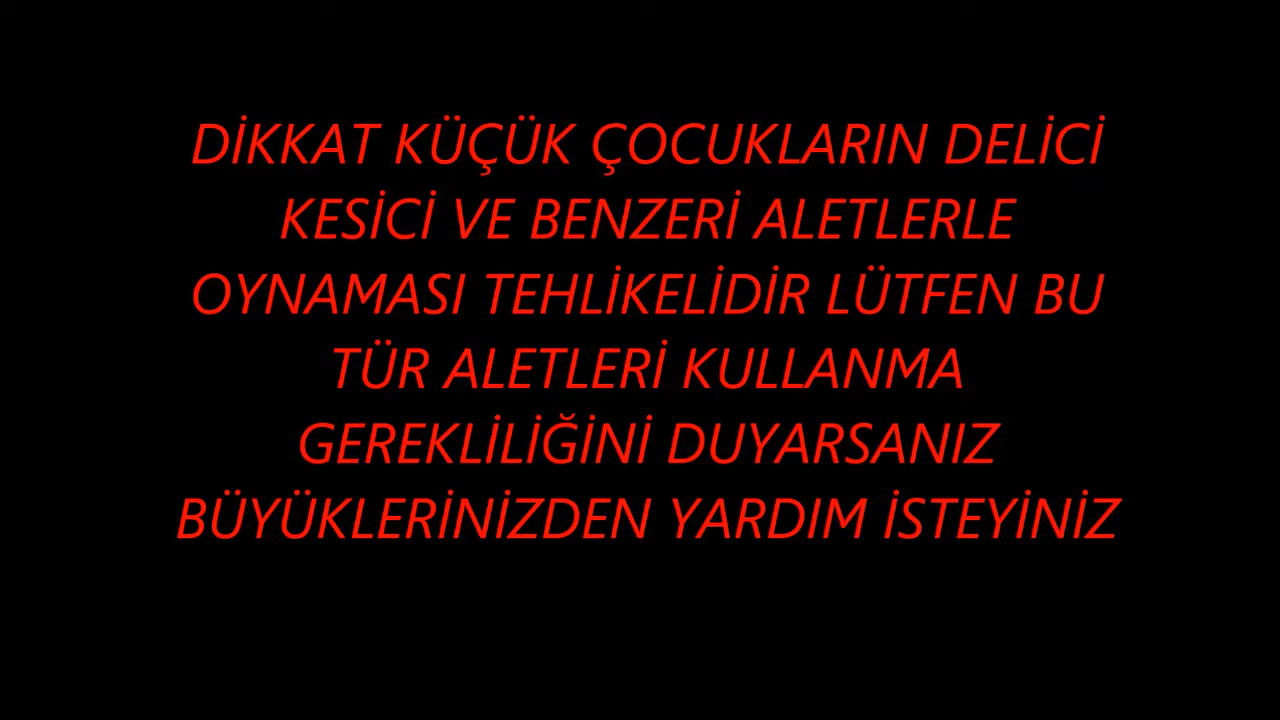 DİKKAT KÜÇÜK ÇOCUKLARIN DELİCİ
KESİCİ VE BENZERİ ALETLERLE
OYNAMASI TEHLİKELİDİR LÜTFEN BU
TÜR ALETLERİ KULLANMA
GEREKLİLİĞİNİ DUYARSANIZ
BÜYÜKLERİNİZDEN YARDIM İSTEYİNİZ